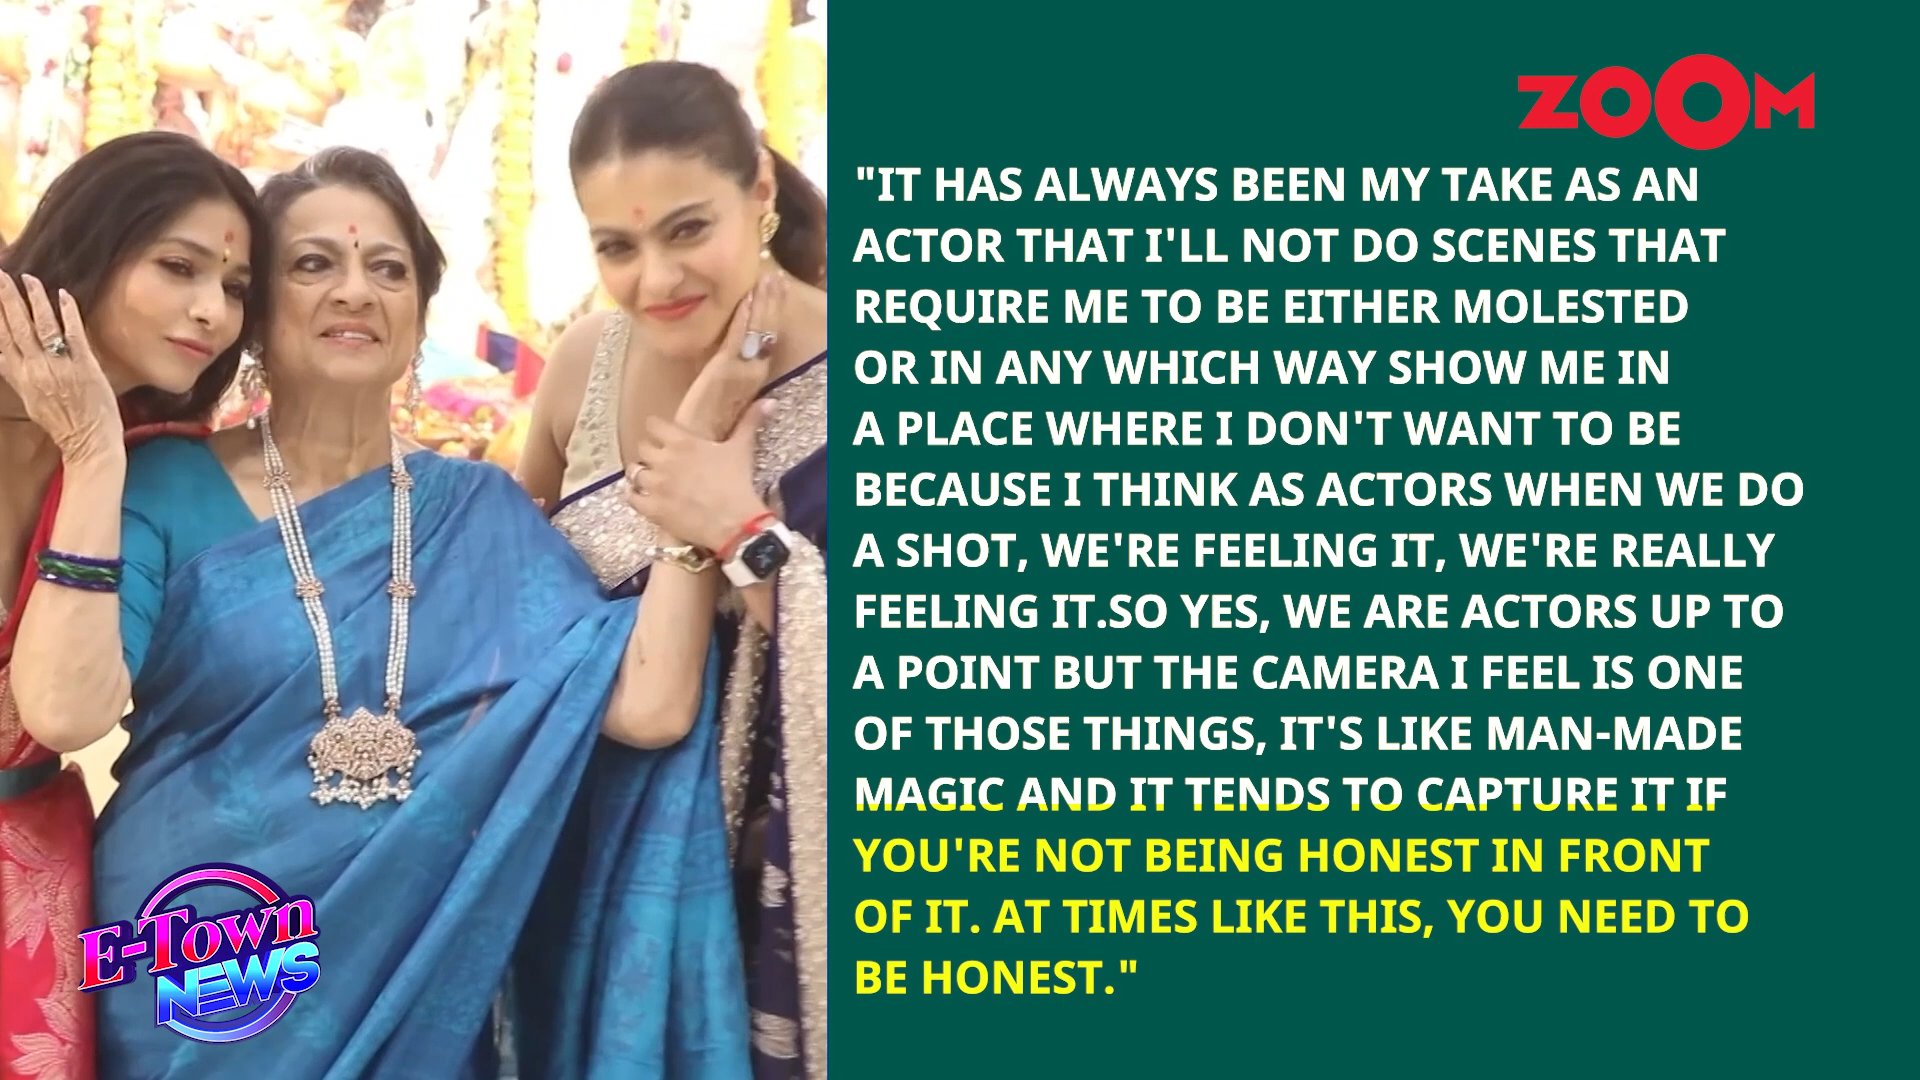 ZOOM
"IT HAS ALWAYS BEEN MY TAKE AS AN
ACTOR THAT I'LL NOT DO SCENES THAT
REQUIRE ME TO BE EITHER MOLESTED
OR IN ANY WHICH WAY SHOW ME IN
A PLACE WHERE I DON'T WANT TO BE
BECAUSE I THINK AS ACTORS WHEN WE DO
A SHOT, WE'RE FEELING IT, WE'RE REALLY
FEELING IT.SO YES, WE ARE ACTORS UP TO
A POINT BUT THE CAMERA I FEEL IS ONE
OF THOSE THINGS, IT'S LIKE MAN-MADE
MAGIC AND IT TENDS TO CAPTURE IT IF
YOU'RE NOT BEING HONEST IN FRONT
OF IT. AT TIMES LIKE THIS, YOU NEED TO
BE HONEST."
E-Town
NEWS